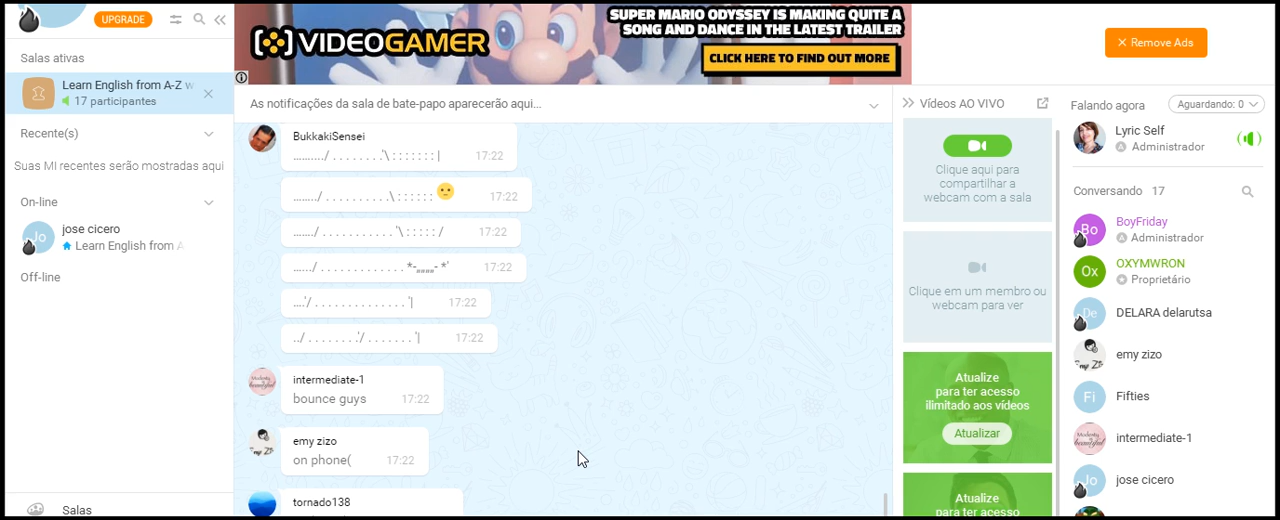 UPGRADE
Salas ativas
Learn English from A-Z w
17 participantes
Recente(s)
Suas MI recentes serão mostradas aqui
On-line
jose cicero
Learn English from A
Off-line
Salas
VIDEOGAMER
SUPER MARIO ODYSSEY IS MAKING QUITE A
SONG AND DANCE IN THE LATEST TRAILER
CLICK HERE TO FIND OUT MORE
Remove Ads
As notificações da sala de bate-papo aparecerão aqui...
BukkakiSensei
........./ . . . . . . . .'\ : : : : : : : | 17:22
......../ . . . . . . . . . .\ : : : : : : 17:22
......./ . . . . . . . . . . . '\ : : : : : / 17:22
....../ . . . . . . . . . . . . . *-„„„„- *' 17:22
....'/ . . . . . . . . . . . . . . '| 17:22
../ . . . . . . . .'/ . . . . . . . '| 17:22
intermediate-1
bounce guys 17:22
emy zizo
on phone( 17:22
tornado138
Vídeos AO VIVO
Clique aqui para
compartilhar a
webcam com a sala
Clique em um membro ou
webcam para ver
Atualize
para ter acesso
ilimitado aos vídeos
Atualizar
Atualize
para ter acesso
Falando agora
Aguardando: 0
Lyric Self
Administrador
Conversando 17
Bo
BoyFriday
Administrador
Ox
OXYMWRON
Proprietário
De
DELARA delarutsa
emy zizo
Fi
Fifties
intermediate-1
Jo
jose cicero